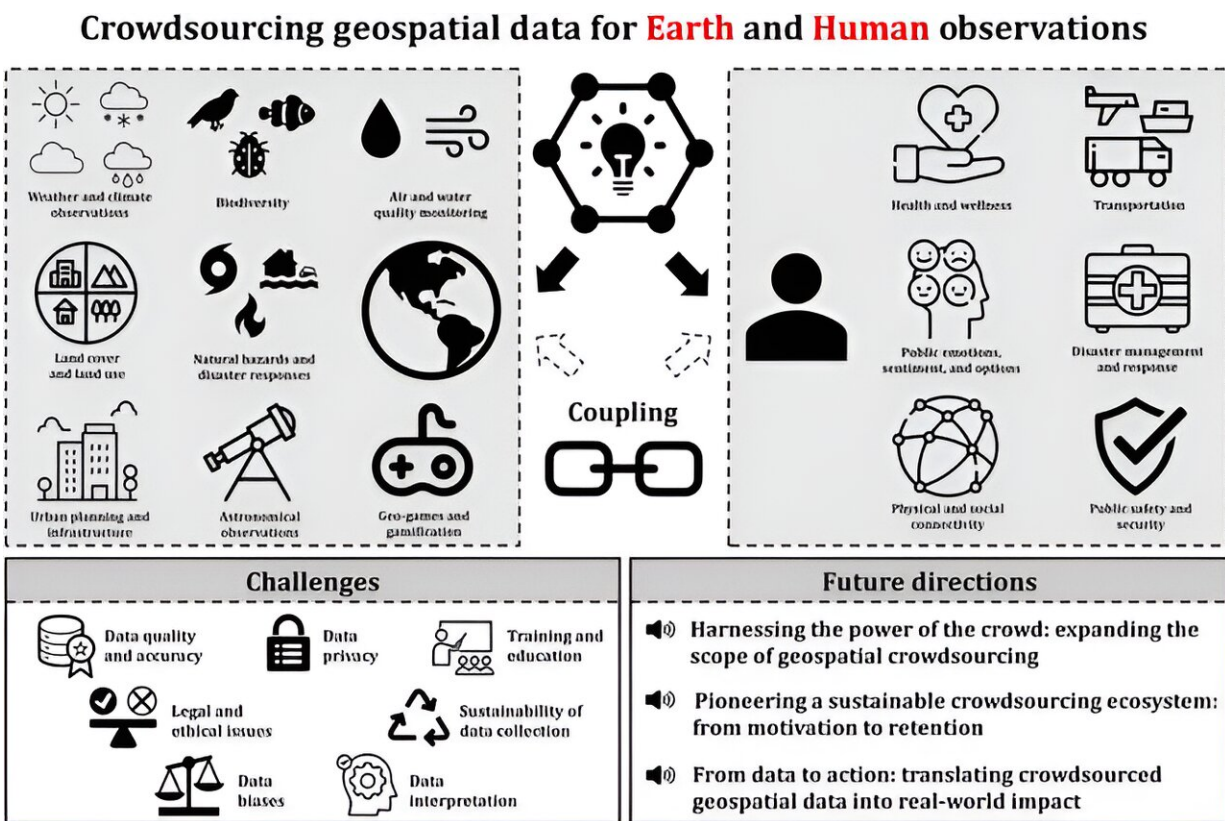 Crowdsourcing geospatial data for Earth and Human observations
Weather and climate
observations
Biodiversity
Air and water
quality monitoring
Land cover
and land use
Natural hazards and
disaster responses
Urban planning and
infrastructure
Astronomical
observations
Geo-games and
gamification
Coupling
Health and wellness
Transportation
Public emotions,
sentiment, and options
Disaster management
and response
Physical and social
connectivity
Public safety and
security
Challenges
Data quality
and accuracy
Data
privacy
Training and
education
Legal and
ethical issues
Sustainability of
data collection
Data
biases
Data
interpretation
Future directions
Harnessing the power of the crowd: expanding the
scope of geospatial crowdsourcing
Pioneering a sustainable crowdsourcing ecosystem:
from motivation to retention
From data to action: translating crowdsourced
geospatial data into real-world impact